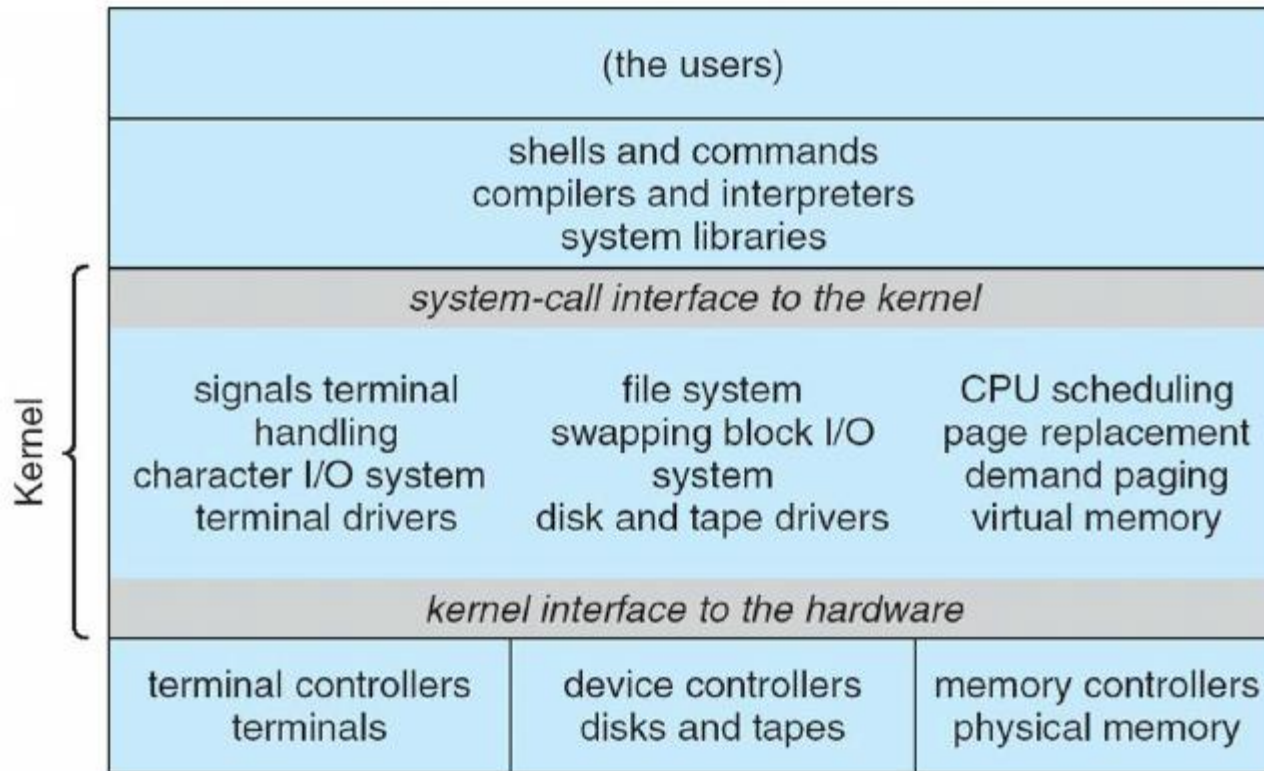 (the users)
shells and commands
compilers and interpreters
system libraries
Kernel
system-call interface to the kernel
signals terminal
handling
character I/O system
terminal drivers
file system
swapping block I/O
system
disk and tape drivers
CPU scheduling
page replacement
demand paging
virtual memory
kernel interface to the hardware
terminal controllers
terminals
device controllers
disks and tapes
memory controllers
physical memory